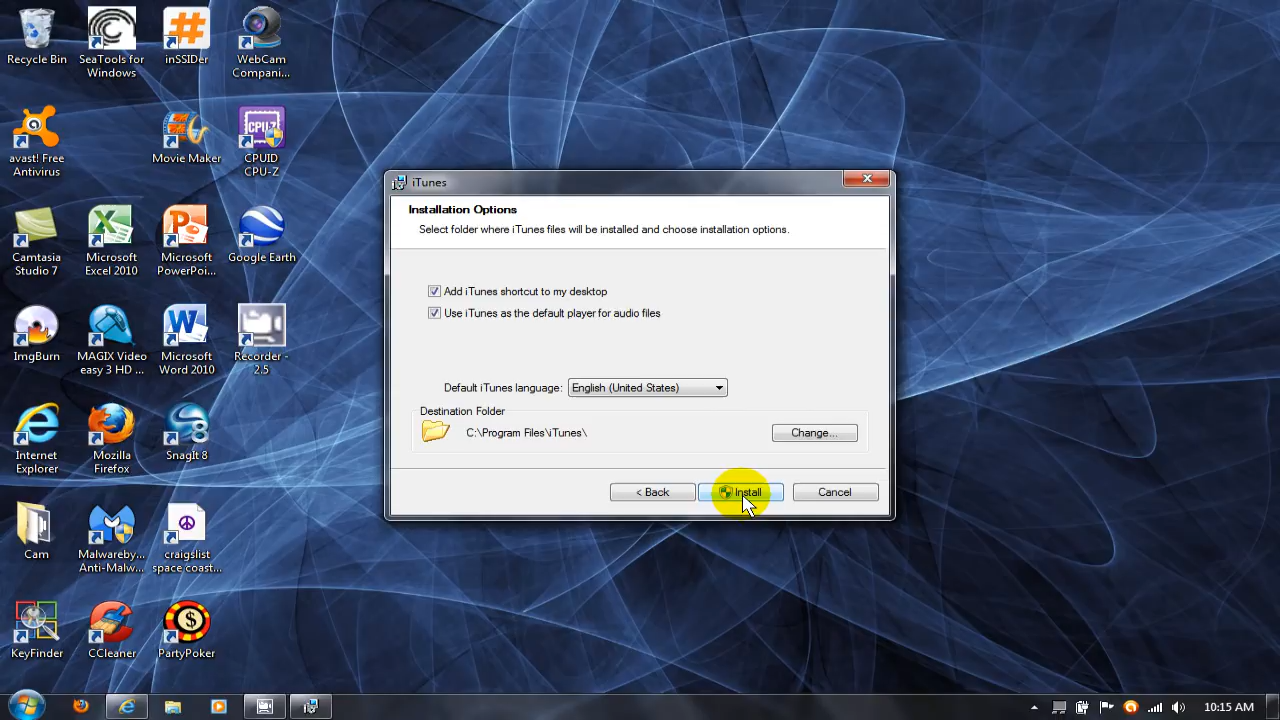 Recycle Bin
SeaTools for
Windows
inSSIDer
WebCam
Compani...
avast! Free
Antivirus
Movie Maker
CPU-Z
CPUID
CPU-Z
Camtasia
Studio 7
Microsoft
Excel 2010
Microsoft
PowerPoi...
Google Earth
ImgBurn
MAGIX Video
easy 3 HD ...
Microsoft
Word 2010
Recorder -
2.5
Internet
Explorer
Mozilla
Firefox
SnagIt 8
Cam
Malwareby...
Anti-Malw...
craigslist
space coast...
KeyFinder
CCleaner
PartyPoker
iTunes
Installation Options
Select folder where iTunes files will be installed and choose installation options.
Add iTunes shortcut to my desktop
Use iTunes as the default player for audio files
Default iTunes language: English (United States)
Destination Folder
C:\Program Files\iTunes\ Change...
< Back Install Cancel
10:15 AM